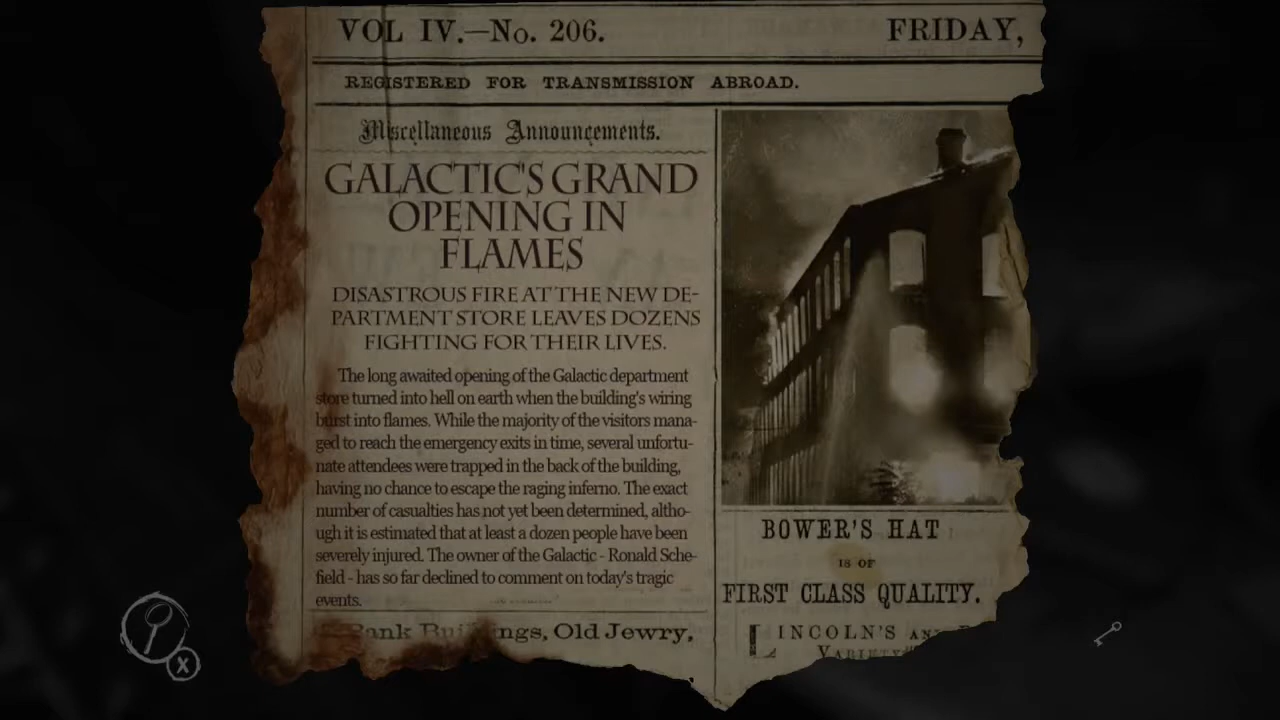 VOL IV.—No. 206.
FRIDAY,
REGISTERED FOR TRANSMISSION ABROAD.
Miscellaneous Announcements.
GALACTIC'S GRAND
OPENING IN
FLAMES
DISASTROUS FIRE AT THE NEW DE-
PARTMENT STORE LEAVES DOZENS
FIGHTING FOR THEIR LIVES.
The long awaited opening of the Galactic department
store turned into hell on earth when the building's wiring
burst into flames. While the majority of the visitors mana-
ged to reach the emergency exits in time, several unfortu-
nate attendees were trapped in the back of the building,
having no chance to escape the raging inferno. The exact
number of casualties has not yet been determined, altho-
ugh it is estimated that at least a dozen people have been
severely injured. The owner of the Galactic - Ronald Sche-
field - has so far declined to comment on today's tragic
events.
Bank Buildings, Old Jewry,
BOWER'S HAT
IS OF
FIRST CLASS QUALITY.
LINCOLN'S
VARIETY
X